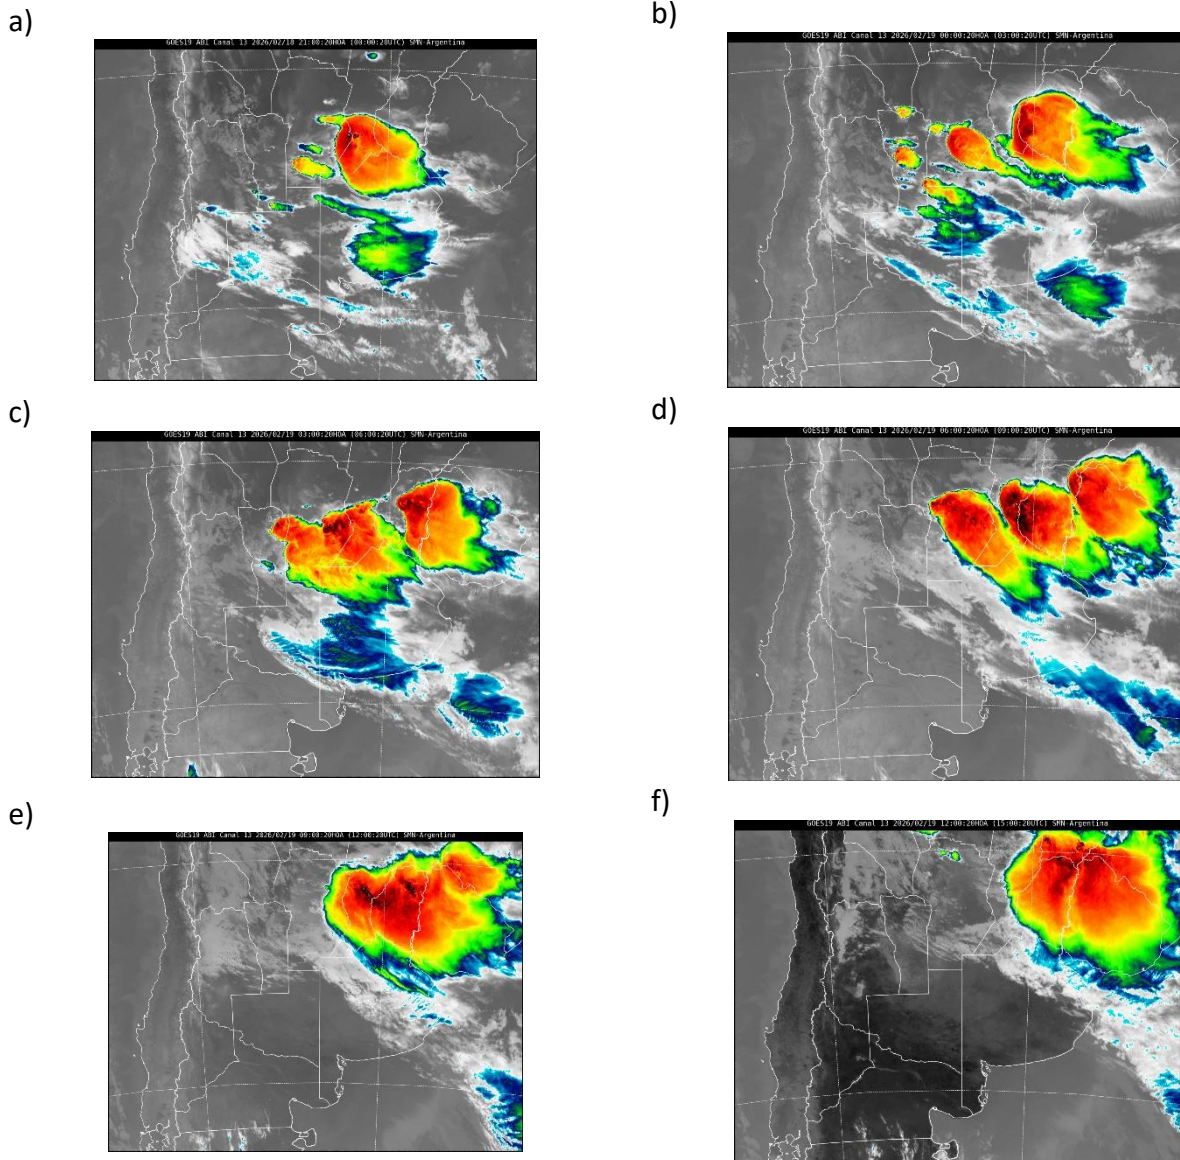 a)
b)
GOES19 ABI Canal 13 2026/02/18 21:00:20HOA (00:00:20UTC) SMN-Argentina
GOES19 ABI Canal 13 2026/02/19 00:00:20HOA (03:00:20UTC) SMN-Argentina
c)
d)
GOES19 ABI Canal 13 2026/02/19 03:00:20HOA (06:00:20UTC) SMN-Argentina
GOES19 ABI Canal 13 2026/02/19 06:00:20HOA (09:00:20UTC) SMN-Argentina
e)
f)
GOES19 ABI Canal 13 2026/02/19 09:00:20HOA (12:00:20UTC) SMN-Argentina
GOES19 ABI Canal 13 2026/02/19 12:00:20HOA (15:00:20UTC) SMN-Argentina